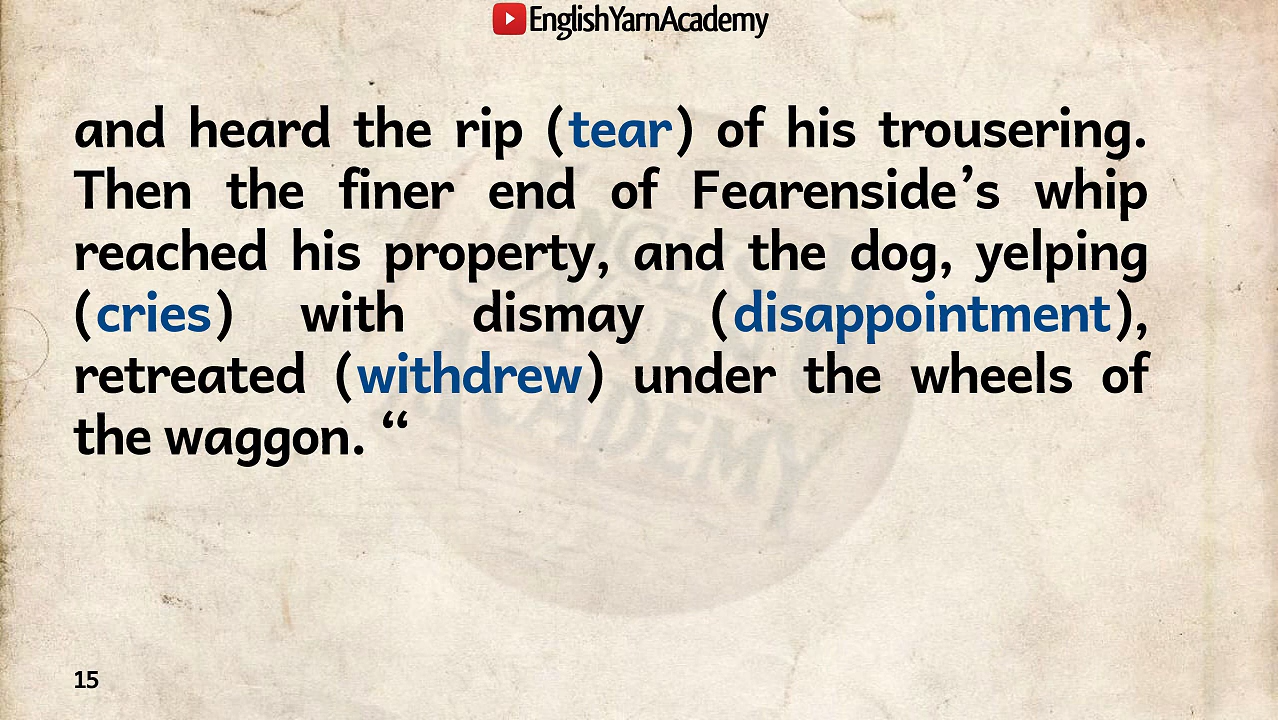 EnglishYarnAcademy
and heard the rip (tear) of his trousering.
Then the finer end of Fearenside’s whip
reached his property, and the dog, yelping
(cries) with dismay (disappointment),
retreated (withdrew) under the wheels of
the waggon. “
15